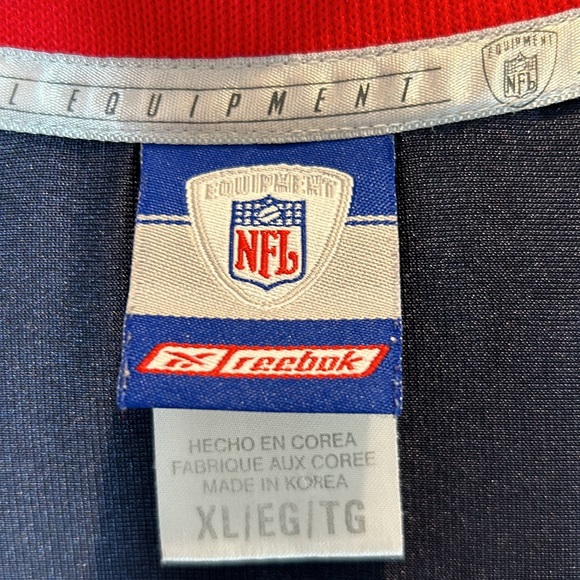 L EQUIPMENT
EQUIPMENT
NFL
EQUIPMENT
NFL
reebok
HECHO EN COREA
FABRIQUE AUX COREE
MADE IN KOREA
XL/EG/TG